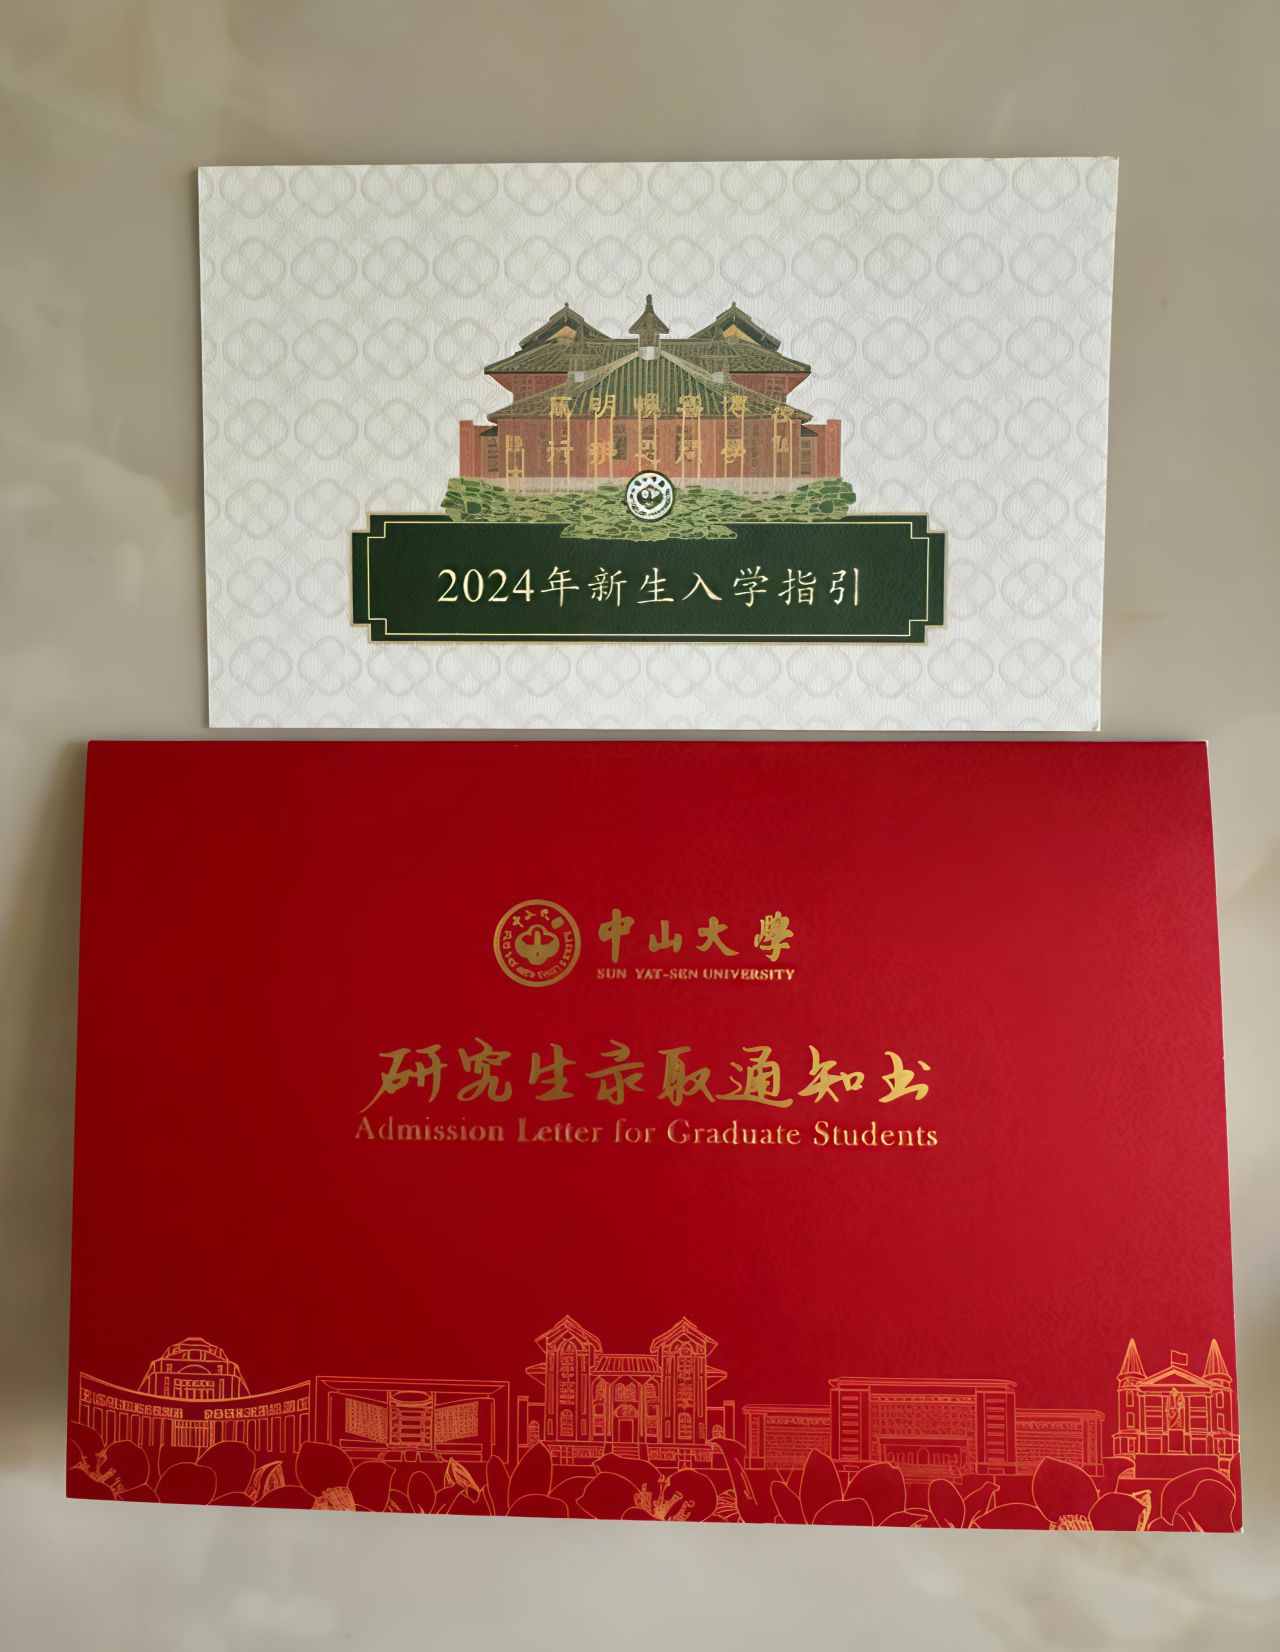 2024年新生入学指引
中山大學
SUN YAT-SEN UNIVERSITY
研究生录取通知书
Admission Letter for Graduate Students